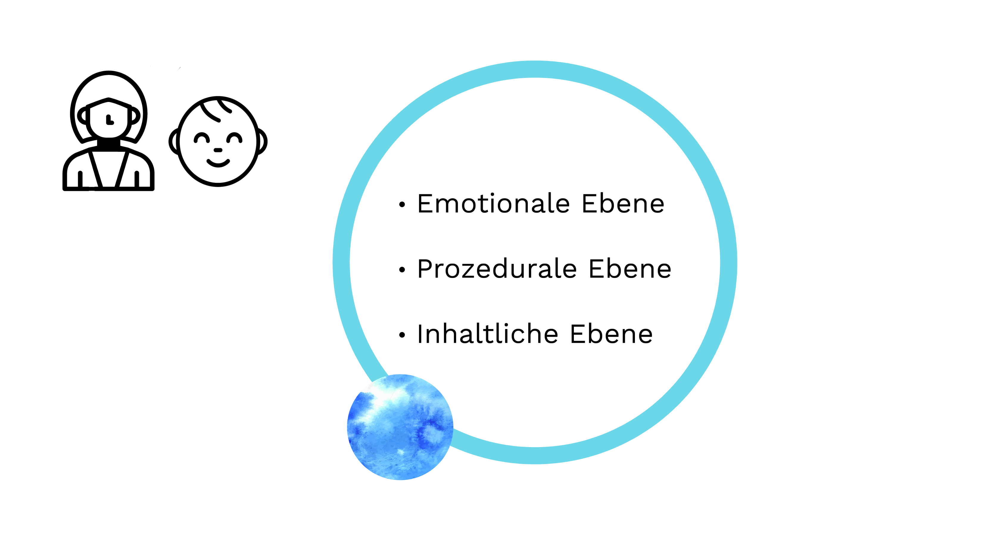 • Emotionale Ebene
• Prozedurale Ebene
• Inhaltliche Ebene